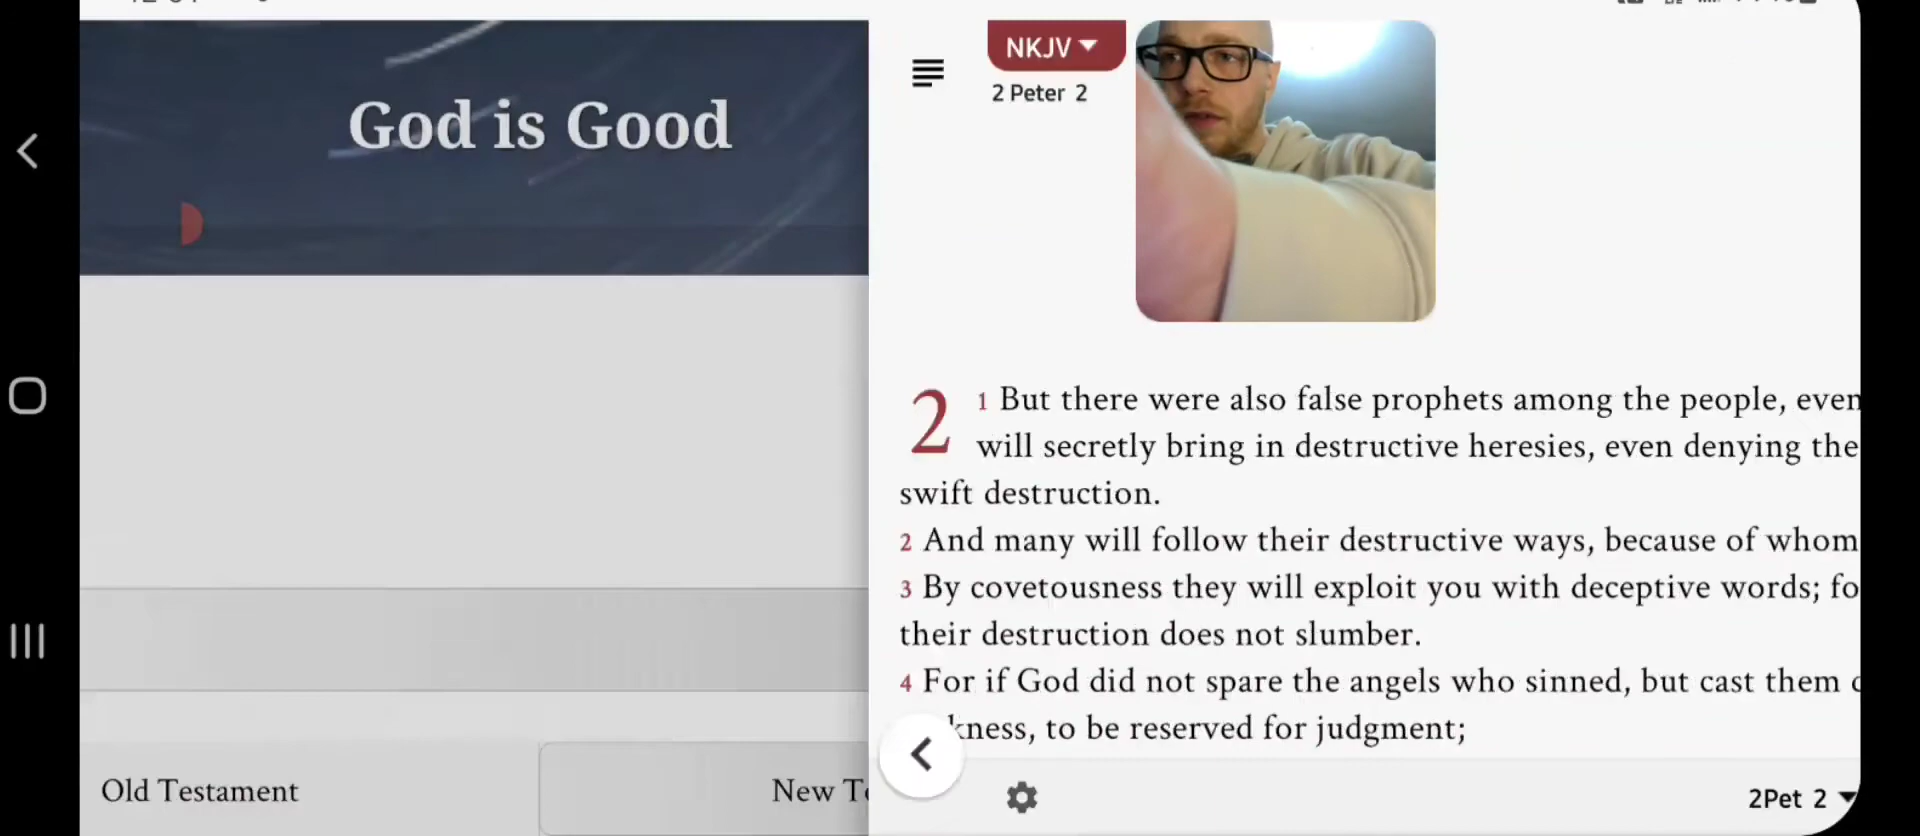 God is Good
NKJV
2 Peter 2
2
1 But there were also false prophets among the people, even
will secretly bring in destructive heresies, even denying the
swift destruction.
2 And many will follow their destructive ways, because of whom
3 By covetousness they will exploit you with deceptive words; fo
their destruction does not slumber.
4 For if God did not spare the angels who sinned, but cast them
kness, to be reserved for judgment;
Old Testament
New Te
2Pet 2